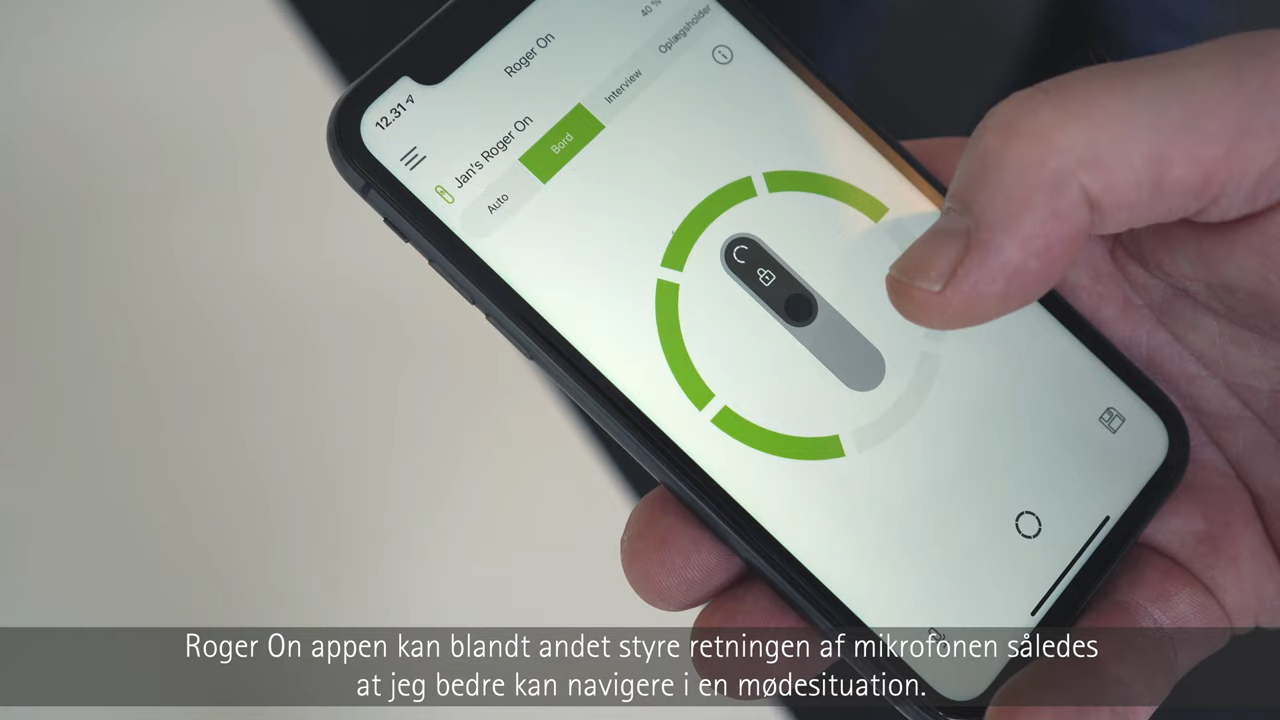 Roger On
40 %
12.31
Jan's Roger On
Auto
Bord
Interview
Oplægsholder
Roger On appen kan blandt andet styre retningen af mikrofonen således
at jeg bedre kan navigere i en mødesituation.